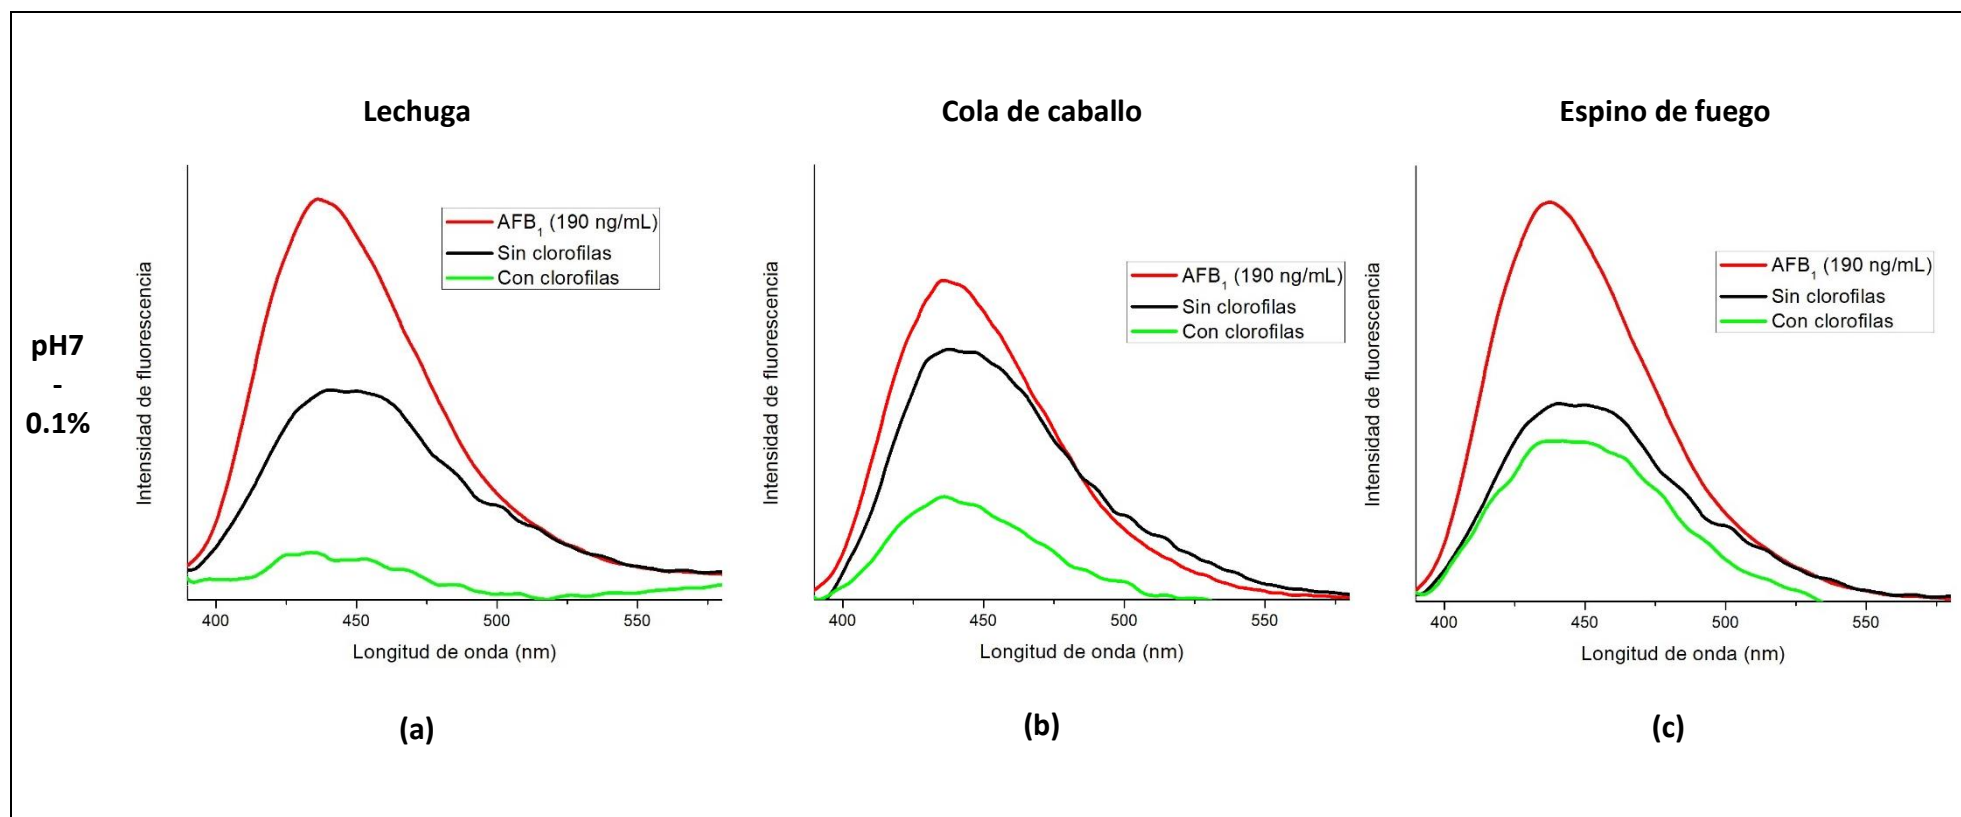 Lechuga
Cola de caballo
Espino de fuego
pH7
-
0.1%
Intensidad de fluorescencia
AFB1 (190 ng/mL)
Sin clorofilas
Con clorofilas
400
450
500
550
Longitud de onda (nm)
(a)
Intensidad de fluorescencia
AFB1 (190 ng/mL)
Sin clorofilas
Con clorofilas
400
450
500
550
Longitud de onda (nm)
(b)
Intensidad de fluorescencia
AFB1 (190 ng/mL)
Sin clorofilas
Con clorofilas
400
450
500
550
Longitud de onda (nm)
(c)